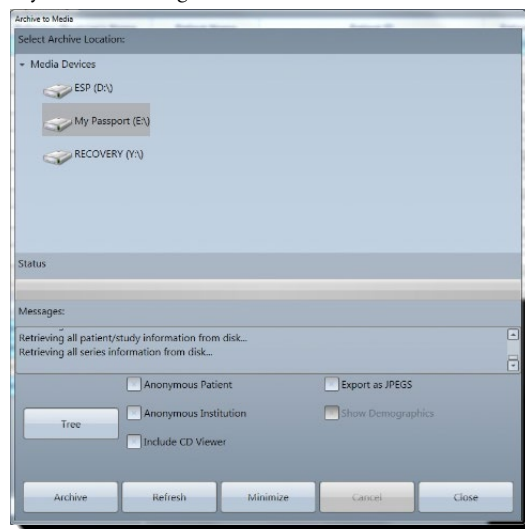 Archive to Media
Select Archive Location:
Media Devices
ESP (D:\)
My Passport (E:\)
RECOVERY (Y:\)
Status
Messages:
Retrieving all patient/study information from disk...
Retrieving all series information from disk...
Anonymous Patient
Export as JPEGS
Tree
Anonymous Institution
Show Demographics
Include CD Viewer
Archive Refresh Minimize Cancel Close